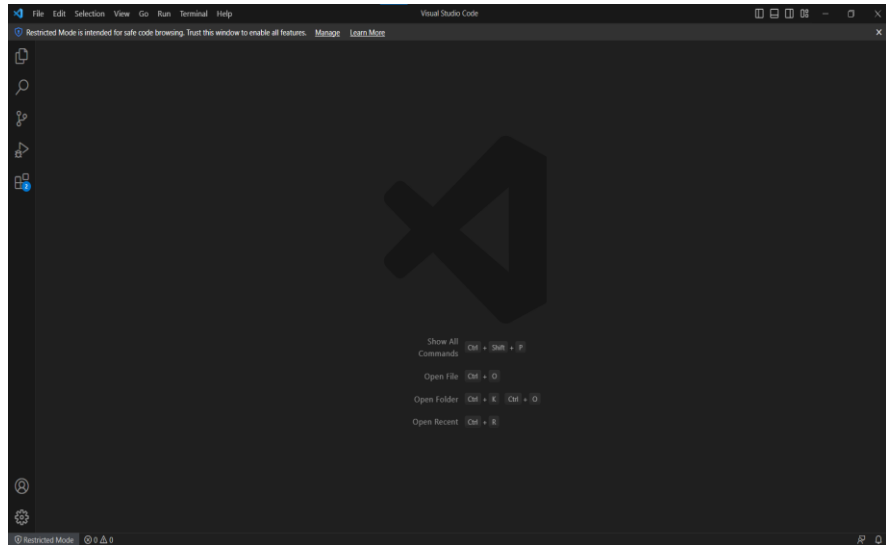 File Edit Selection View Go Run Terminal Help Visual Studio Code
Restricted Mode is intended for safe code browsing. Trust this window to enable all features. Manage Learn More
2
Show All
Commands Ctrl + Shift + P
Open File Ctrl + O
Open Folder Ctrl + K Ctrl + O
Open Recent Ctrl + R
Restricted Mode 0 0